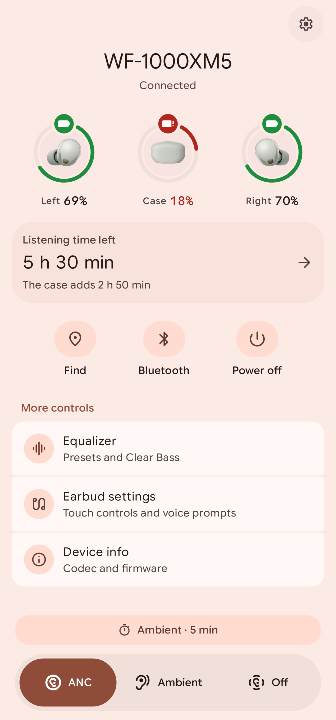 WF-1000XM5
Connected
Left 69%
Case 18%
Right 70%
Listening time left
5 h 30 min
The case adds 2 h 50 min
Find
Bluetooth
Power off
More controls
Equalizer
Presets and Clear Bass
Earbud settings
Touch controls and voice prompts
Device info
Codec and firmware
Ambient · 5 min
ANC
Ambient
Off